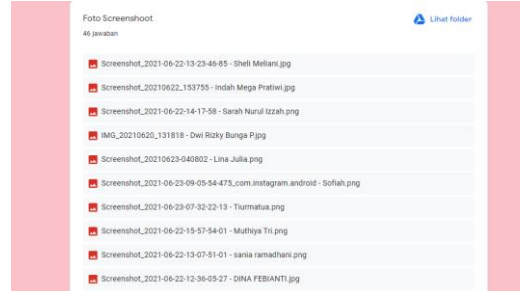 Foto Screenshoot
Lihat folder
46 jawaban
Screenshot_2021-06-22-13-23-46-85 - Sheli Meliani.jpg
Screenshot_20210622_153755 - Indah Mega Pratiwi.jpg
Screenshot_2021-06-22-14-17-58 - Sarah Nurul Izzah.png
IMG_20210620_131818 - Dwi Rizky Bunga P.jpg
Screenshot_20210623-040802 - Lina Julia.png
Screenshot_2021-06-23-09-05-54-475_com.instagram.android - Sofiah.png
Screenshot_2021-06-23-07-32-22-13 - Tiurmatua.png
Screenshot_2021-06-22-15-57-54-01 - Muthiya Tri.png
Screenshot_2021-06-22-13-07-51-01 - sania ramadhani.png
Screenshot_2021-06-22-12-36-05-27 - DINA FEBIANTI.jpg